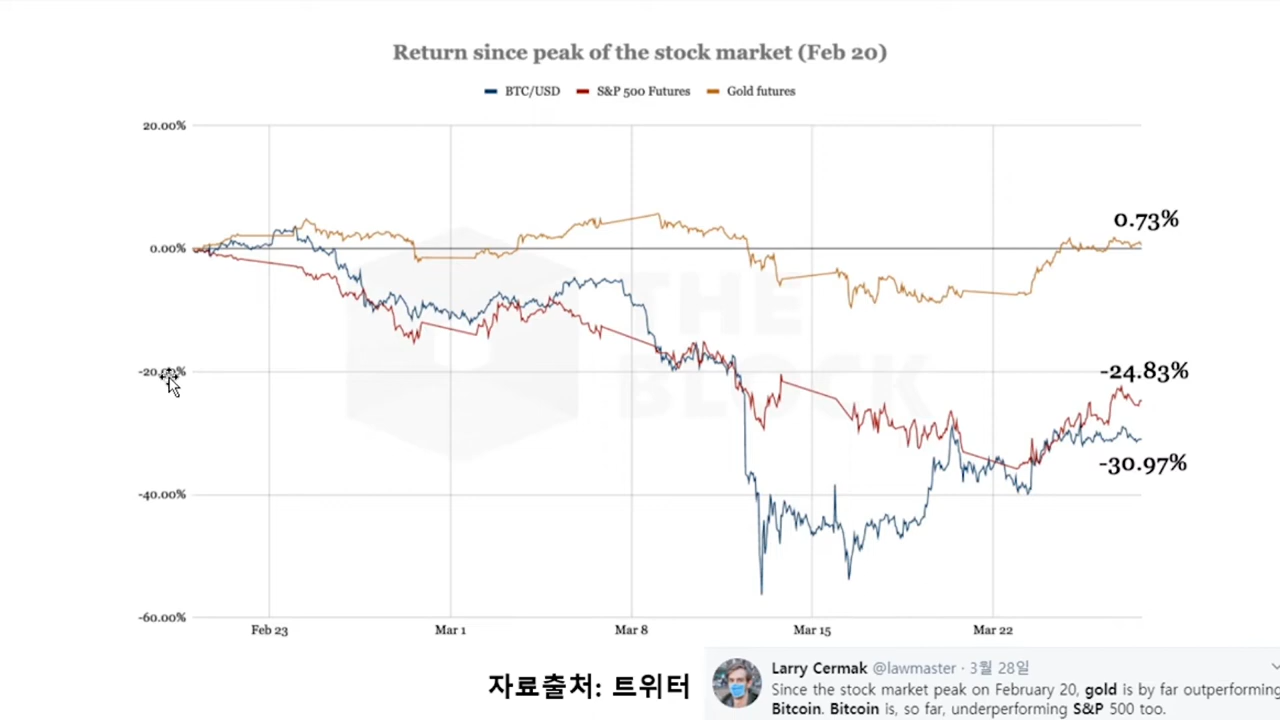 Return since peak of the stock market (Feb 20)
BTC/USD S&P 500 Futures Gold futures
20.00%
0.73%
0.00%
THE
BLOCK
-24.83%
-30.97%
-40.00%
-60.00%
Feb 23 Mar 1 Mar 8 Mar 15 Mar 22
자료출처: 트위터
Larry Cermak @lawmaster · 3월 28일
Since the stock market peak on February 20, gold is by far outperforming
Bitcoin. Bitcoin is, so far, underperforming S&P 500 too.